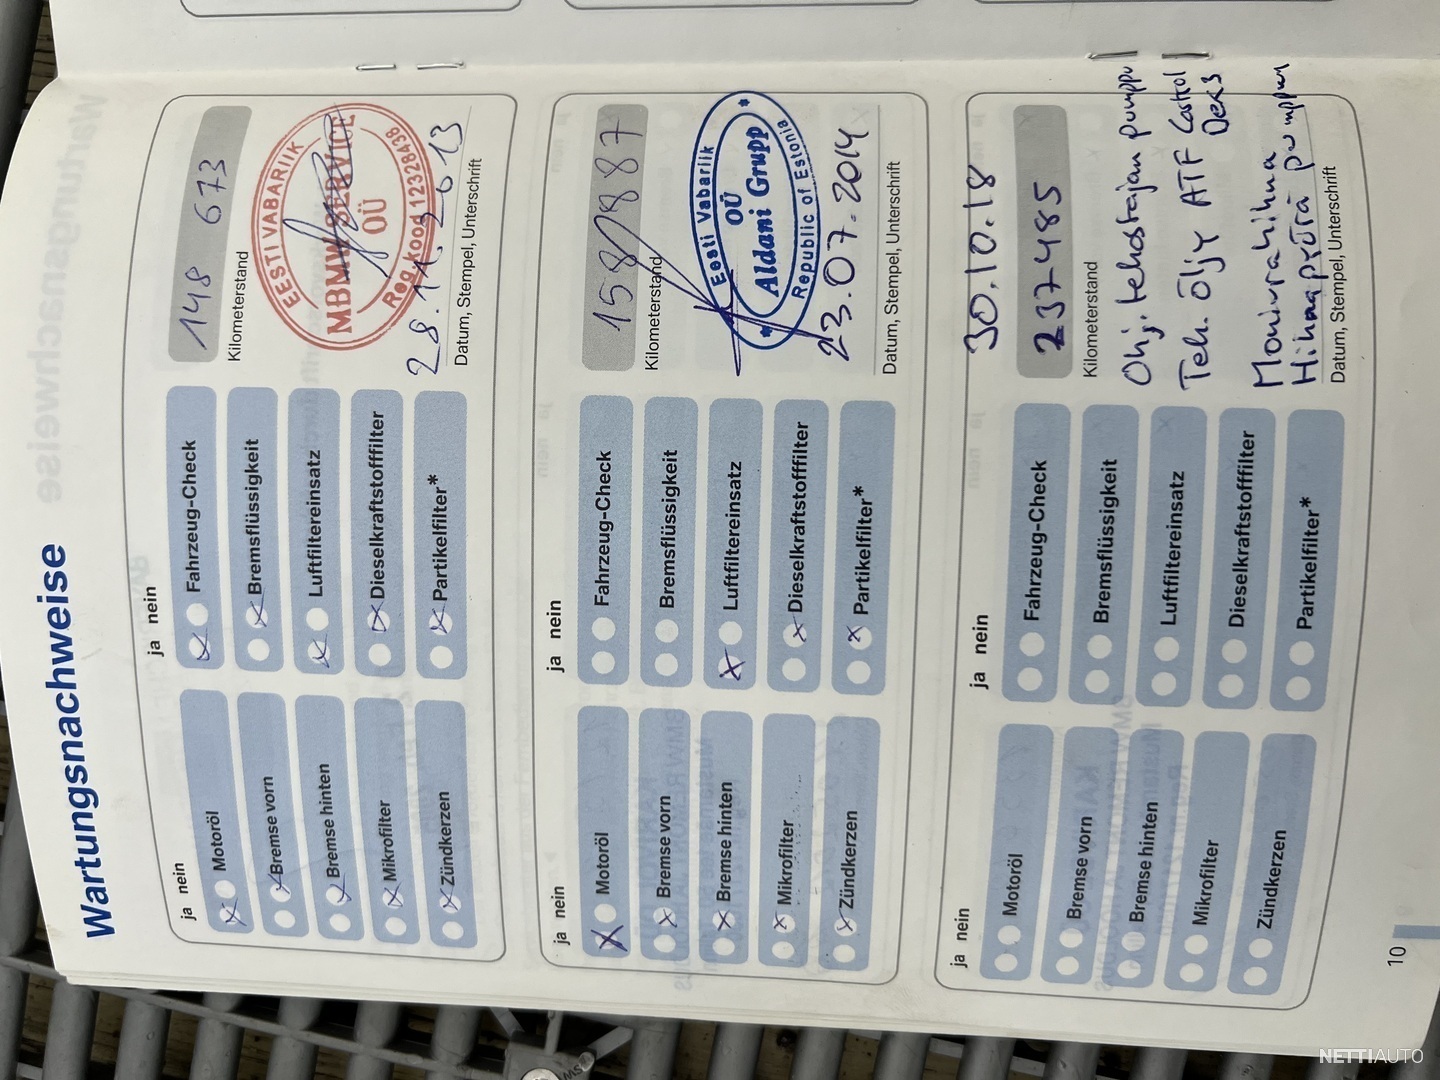 Wartungsnachweise
ja nein
Motoröl
Bremse vorn
Bremse hinten
Mikrofilter
Zündkerzen
ja nein
Fahrzeug-Check
Bremsflüssigkeit
Luftfiltereinsatz
Dieselkraftstofffilter
Partikelfilter*
148 673
Kilometerstand
EESTI VABARIIK
MBMW SERVICE
OÜ
Reg.kood 12328438
28.11.2013
Datum, Stempel, Unterschrift
ja nein
Motoröl
Bremse vorn
Bremse hinten
Mikrofilter
Zündkerzen
ja nein
Fahrzeug-Check
Bremsflüssigkeit
Luftfiltereinsatz
Dieselkraftstofffilter
Partikelfilter*
158887
Kilometerstand
Eesti Vabariik
OÜ
Aldani Grupp
Republic of Estonia
23.07.2014
Datum, Stempel, Unterschrift
ja nein
Motoröl
Bremse vorn
Bremse hinten
Mikrofilter
Zündkerzen
ja nein
Fahrzeug-Check
Bremsflüssigkeit
Luftfiltereinsatz
Dieselkraftstofffilter
Partikelfilter*
30.10.18
237485
Kilometerstand
Ohj. tehostajan pumppu
Teh. öljy ATF Castrol
Dex3
Moniurahihna
Hihnapyörä pumppuun
Datum, Stempel, Unterschrift
10
NETTIAUTO